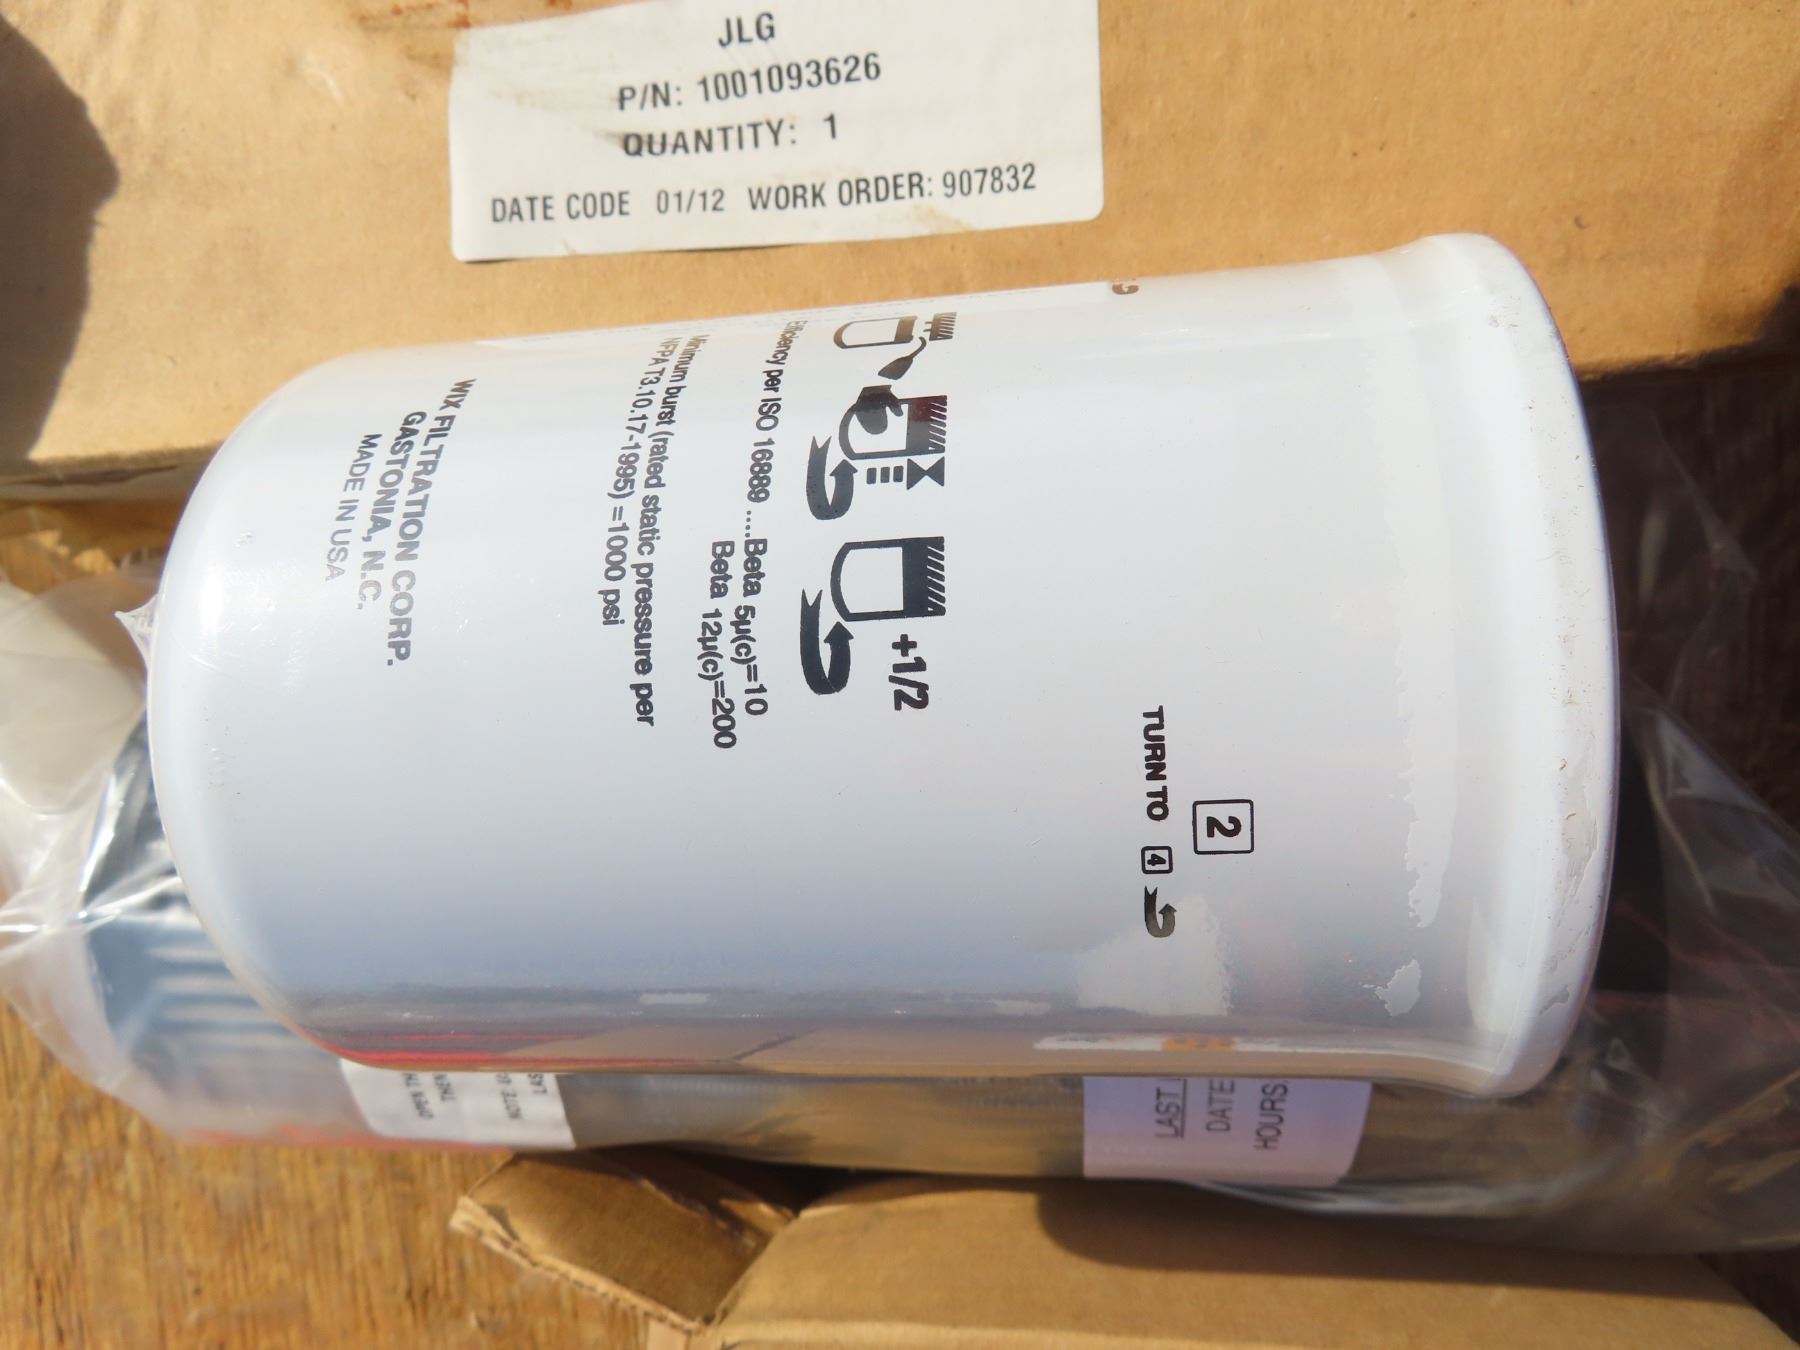 JLG
P/N: 1001093626
QUANTITY: 1
DATE CODE 01/12 WORK ORDER: 907832
2
TURN TO 4
+1/2
Efficiency per ISO 16889 ....Beta 5µ(c)=10
Beta 12µ(c)=200
Minimum burst (rated static pressure per
NFPA T3.10.17-1995) =1000 psi
WIX FILTRATION CORP.
GASTONIA, N.C.
MADE IN USA
LAST
DATE
HOURS